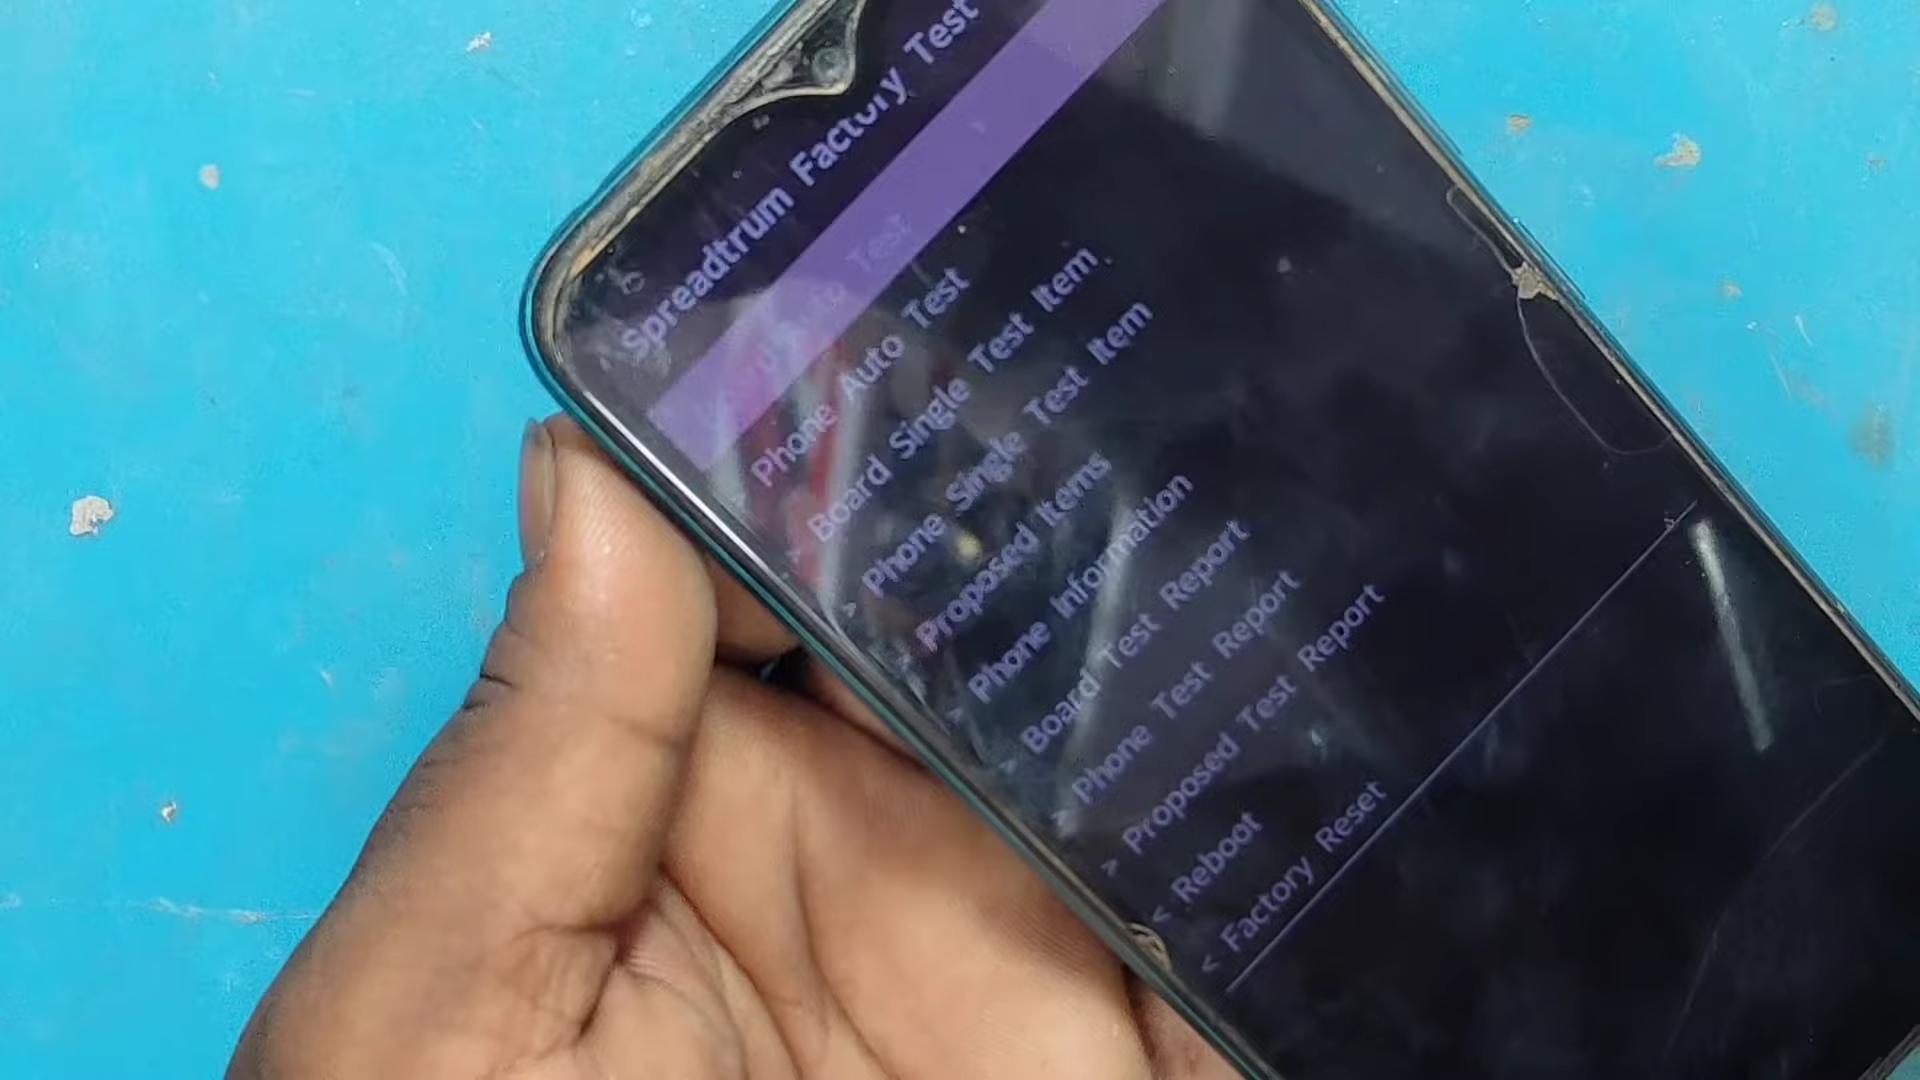 Spreadtrum Factory Test
Test
Phone Auto Test
> Board Single Test Item
> Phone Single Test Item
> Proposed Items
> Phone Information
> Board Test Report
> Phone Test Report
> Proposed Test Report
< Reboot
< Factory Reset